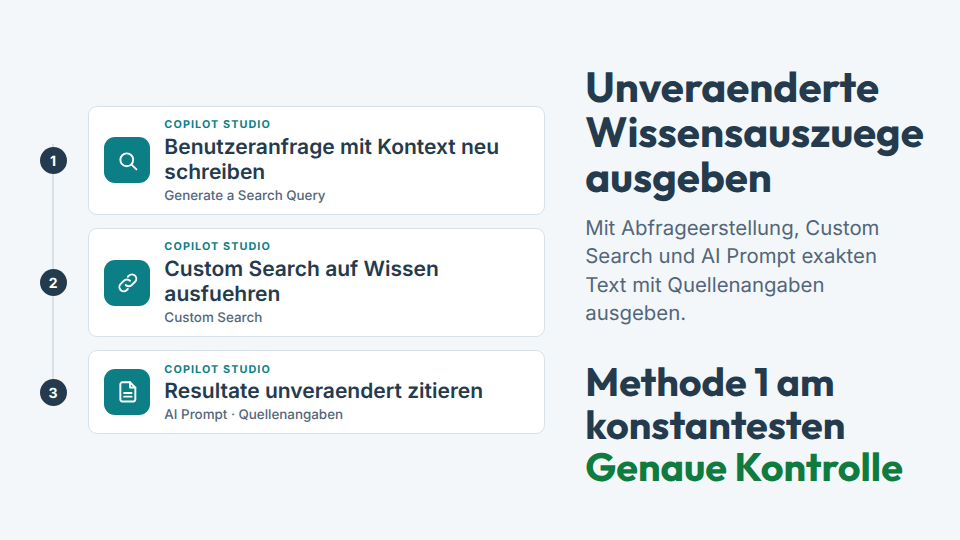 1
COPILOT STUDIO
Benutzeranfrage mit Kontext neu
schreiben
Generate a Search Query
2
COPILOT STUDIO
Custom Search auf Wissen
ausfuehren
Custom Search
3
COPILOT STUDIO
Resultate unveraendert zitieren
AI Prompt · Quellenangaben
Unveraenderte
Wissensauszuege
ausgeben
Mit Abfrageerstellung, Custom
Search und AI Prompt exakten
Text mit Quellenangaben
ausgeben.
Methode 1 am
konstantesten
Genaue Kontrolle